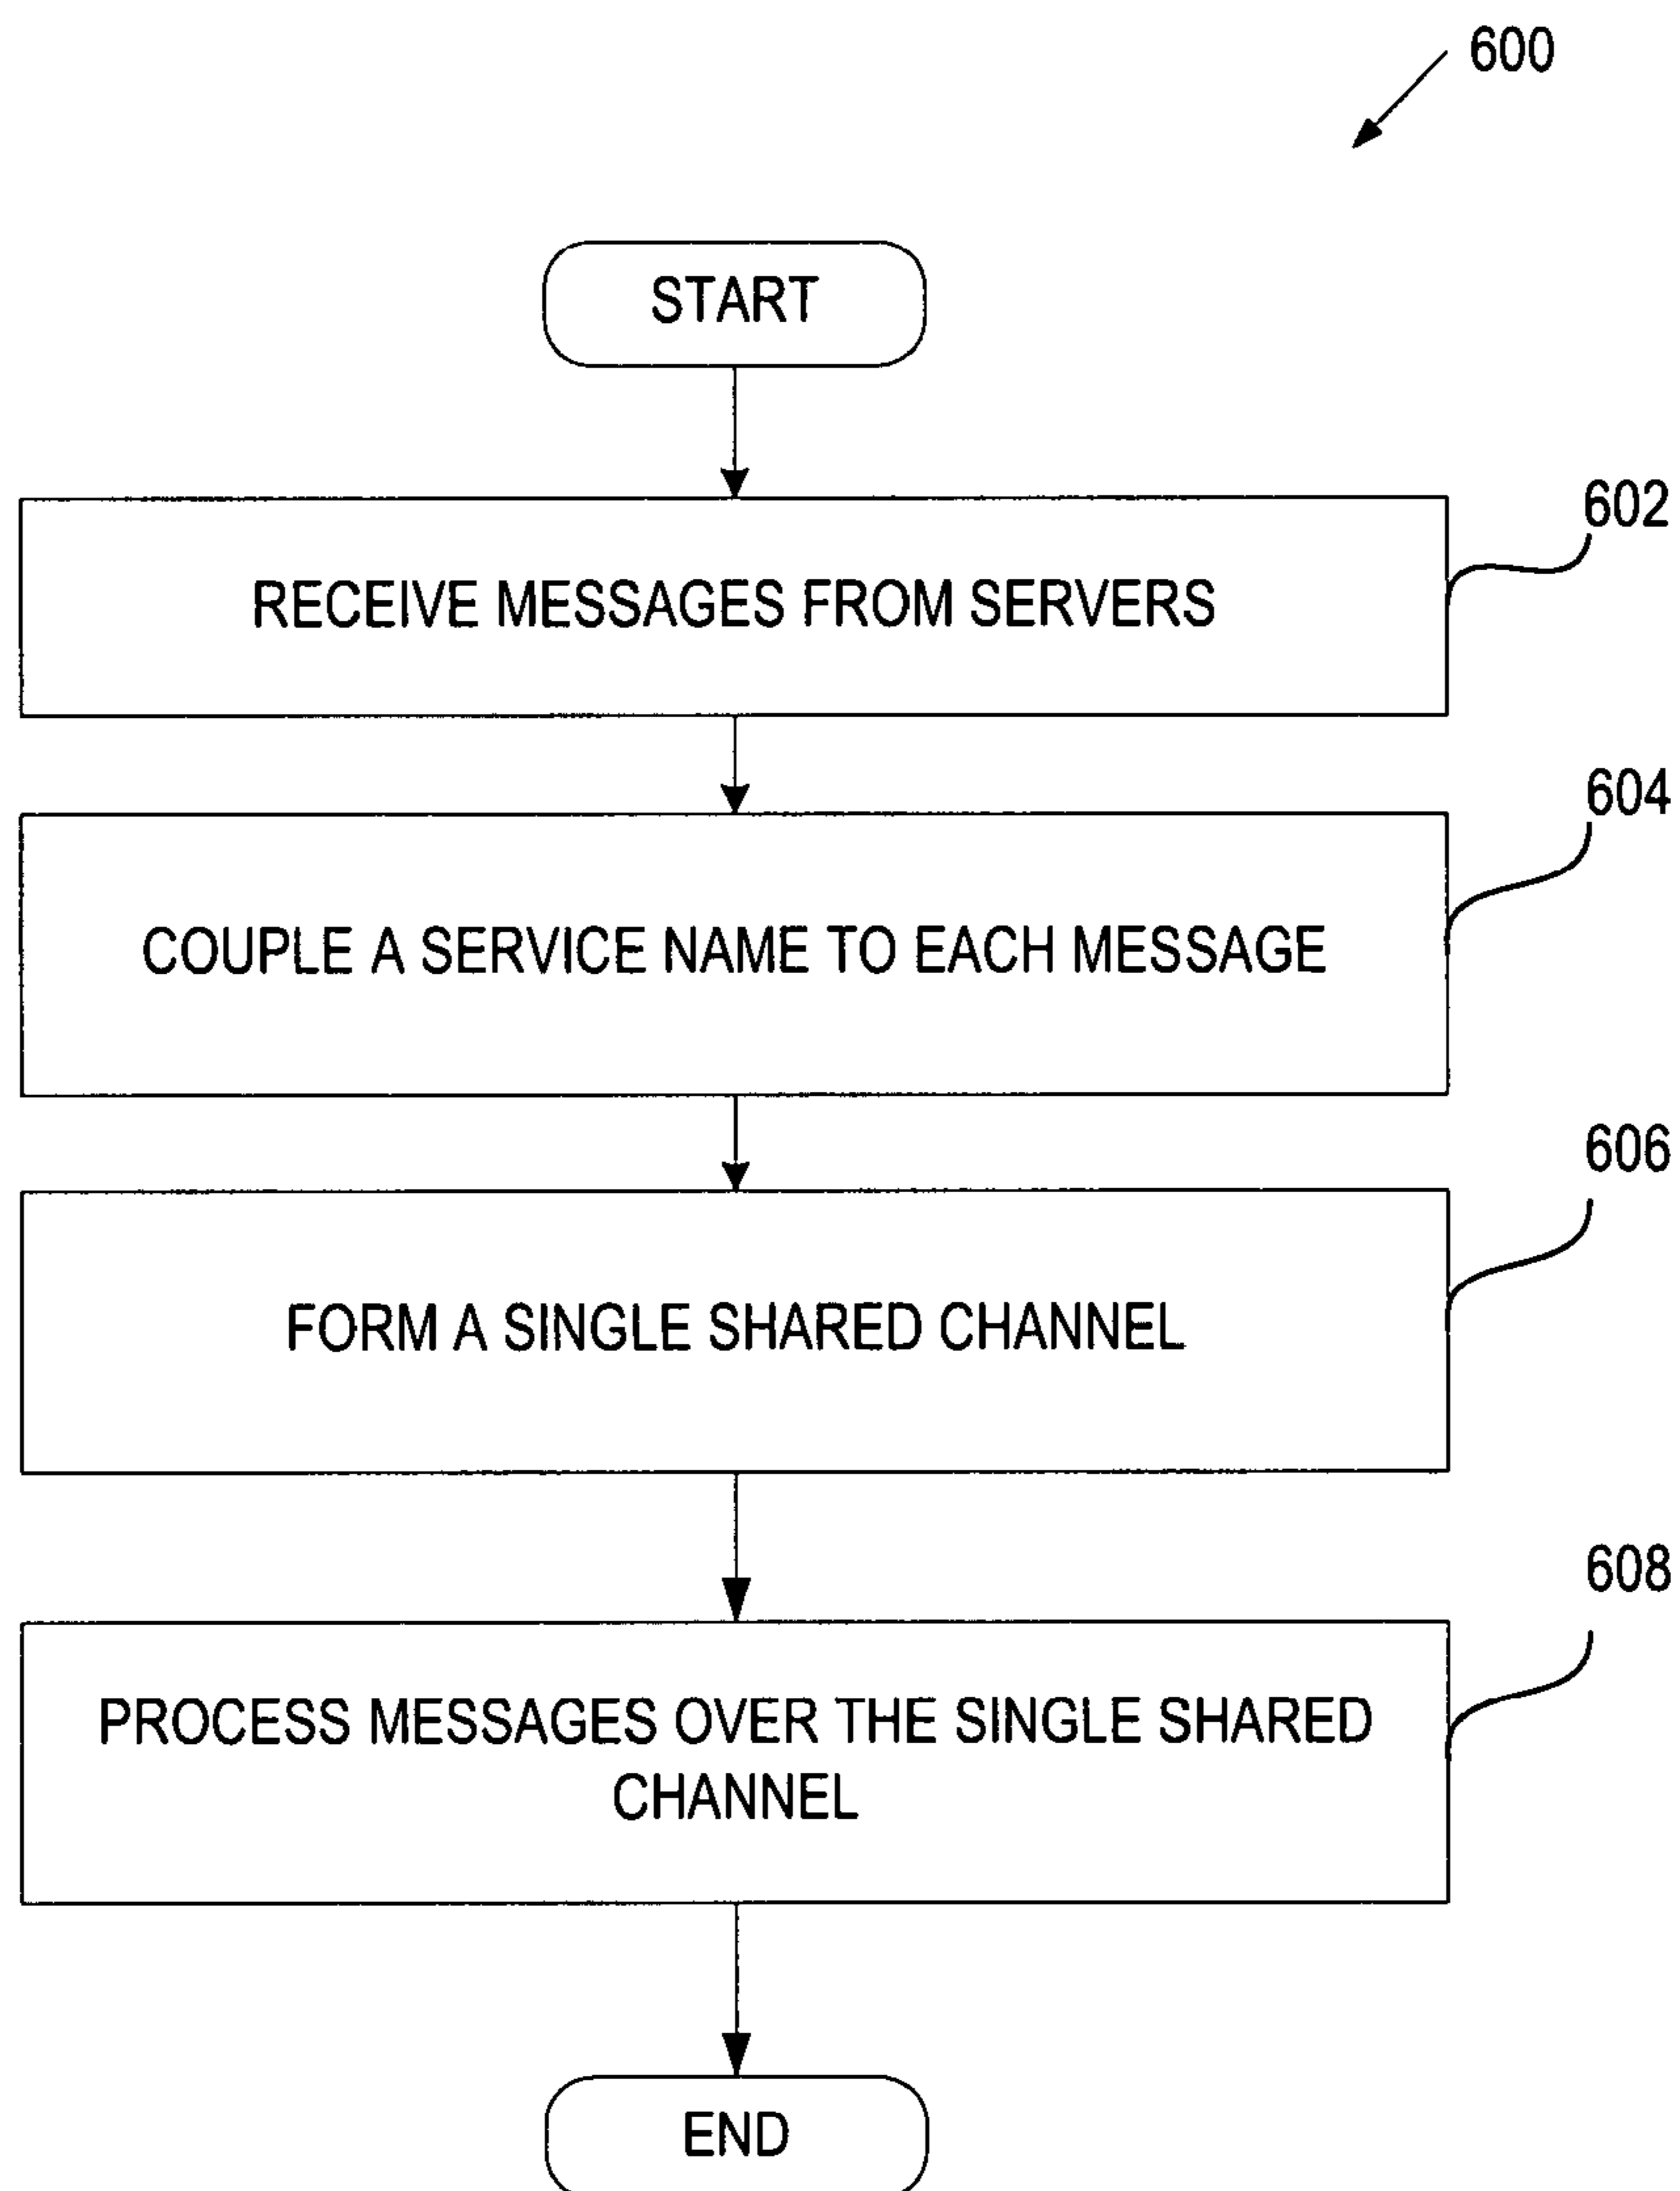 600
START
602
RECEIVE MESSAGES FROM SERVERS
604
COUPLE A SERVICE NAME TO EACH MESSAGE
606
FORM A SINGLE SHARED CHANNEL
608
PROCESS MESSAGES OVER THE SINGLE SHARED
CHANNEL
END